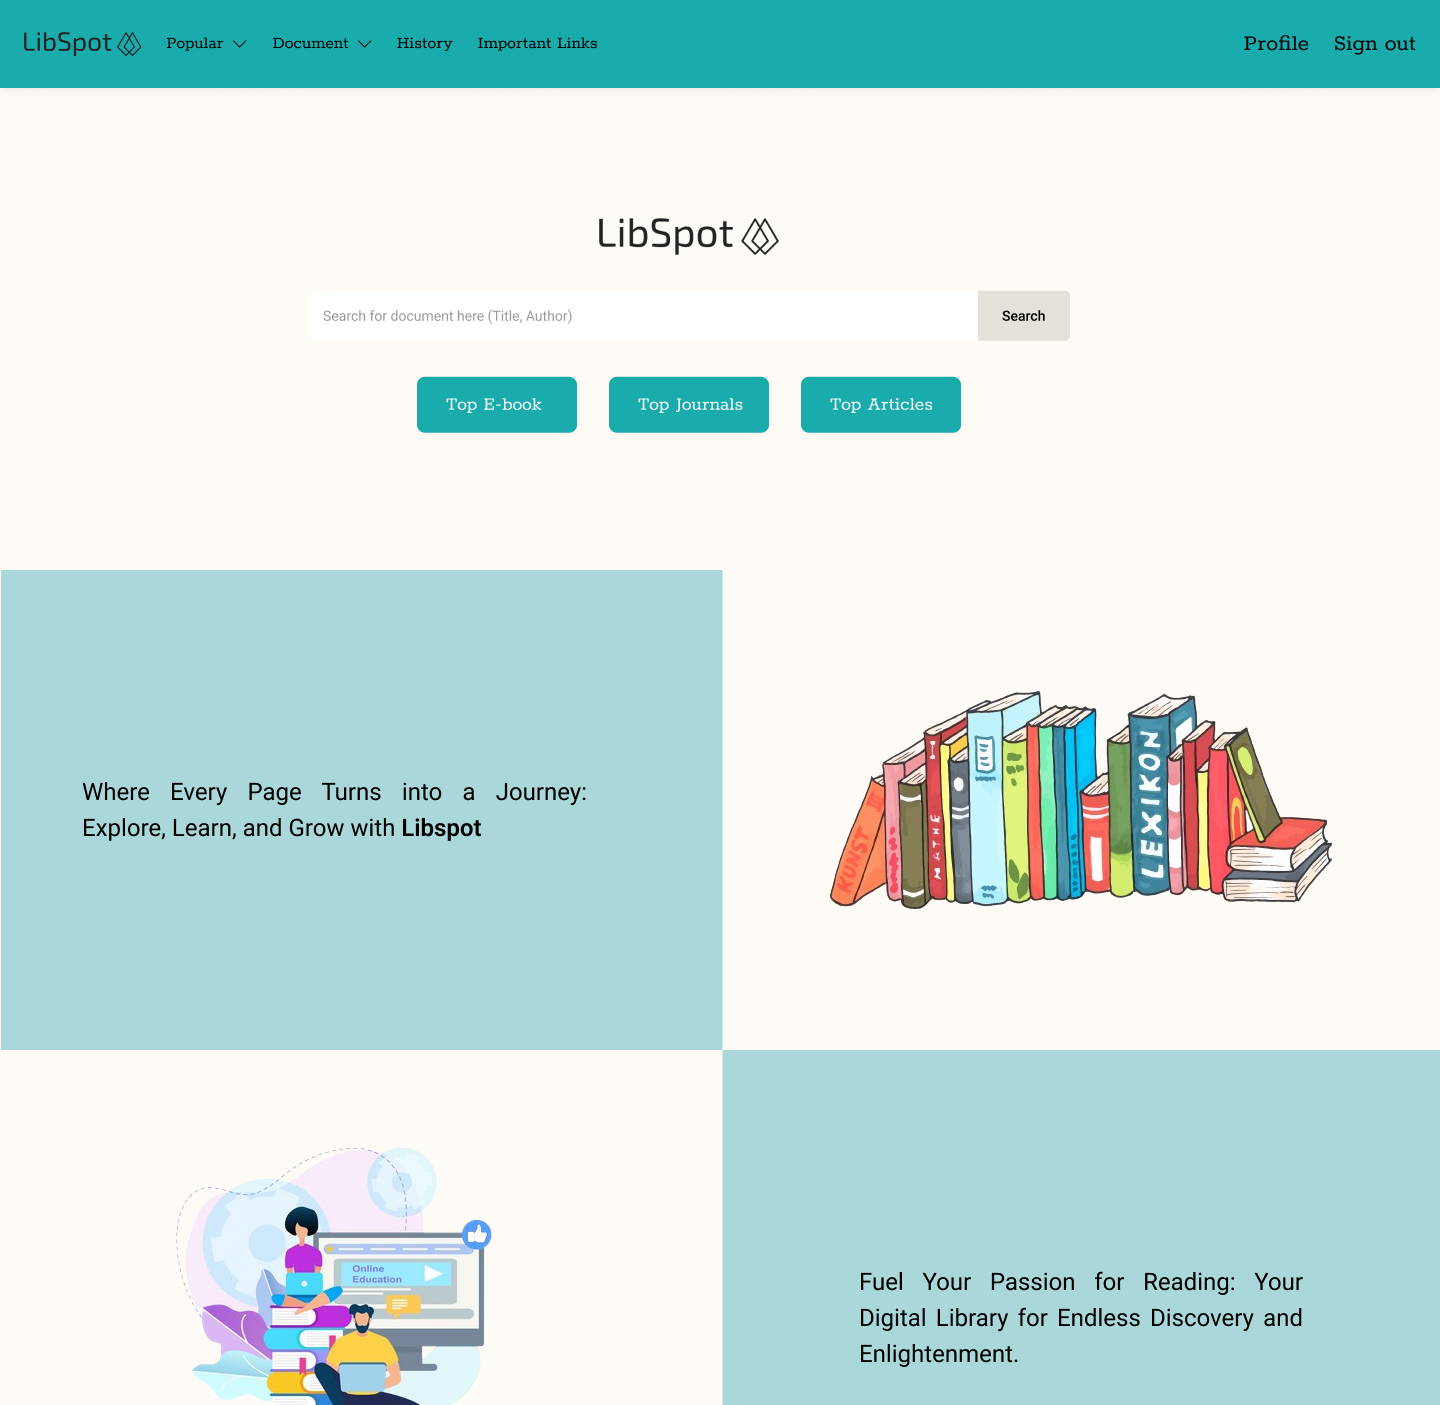 LibSpot
Popular
Document
History
Important Links
Profile
Sign out
LibSpot
Search for document here (Title, Author)
Search
Top E-book
Top Journals
Top Articles
Where Every Page Turns into a Journey:
Explore, Learn, and Grow with Libspot
KUNST
MATHE
LEXIKON
Online
Education
Fuel Your Passion for Reading: Your
Digital Library for Endless Discovery and
Enlightenment.